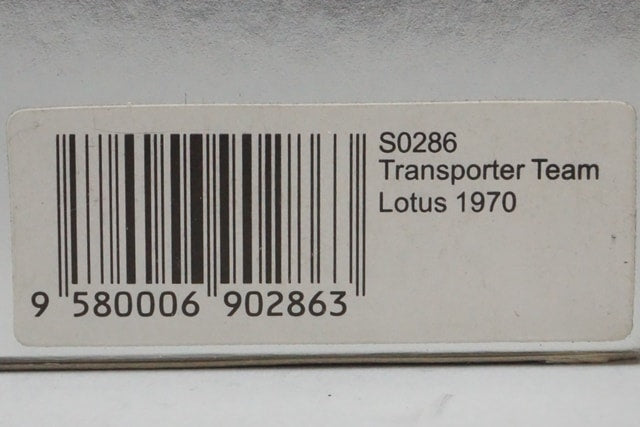 S0286
Transporter Team
Lotus 1970
9 580006 902863